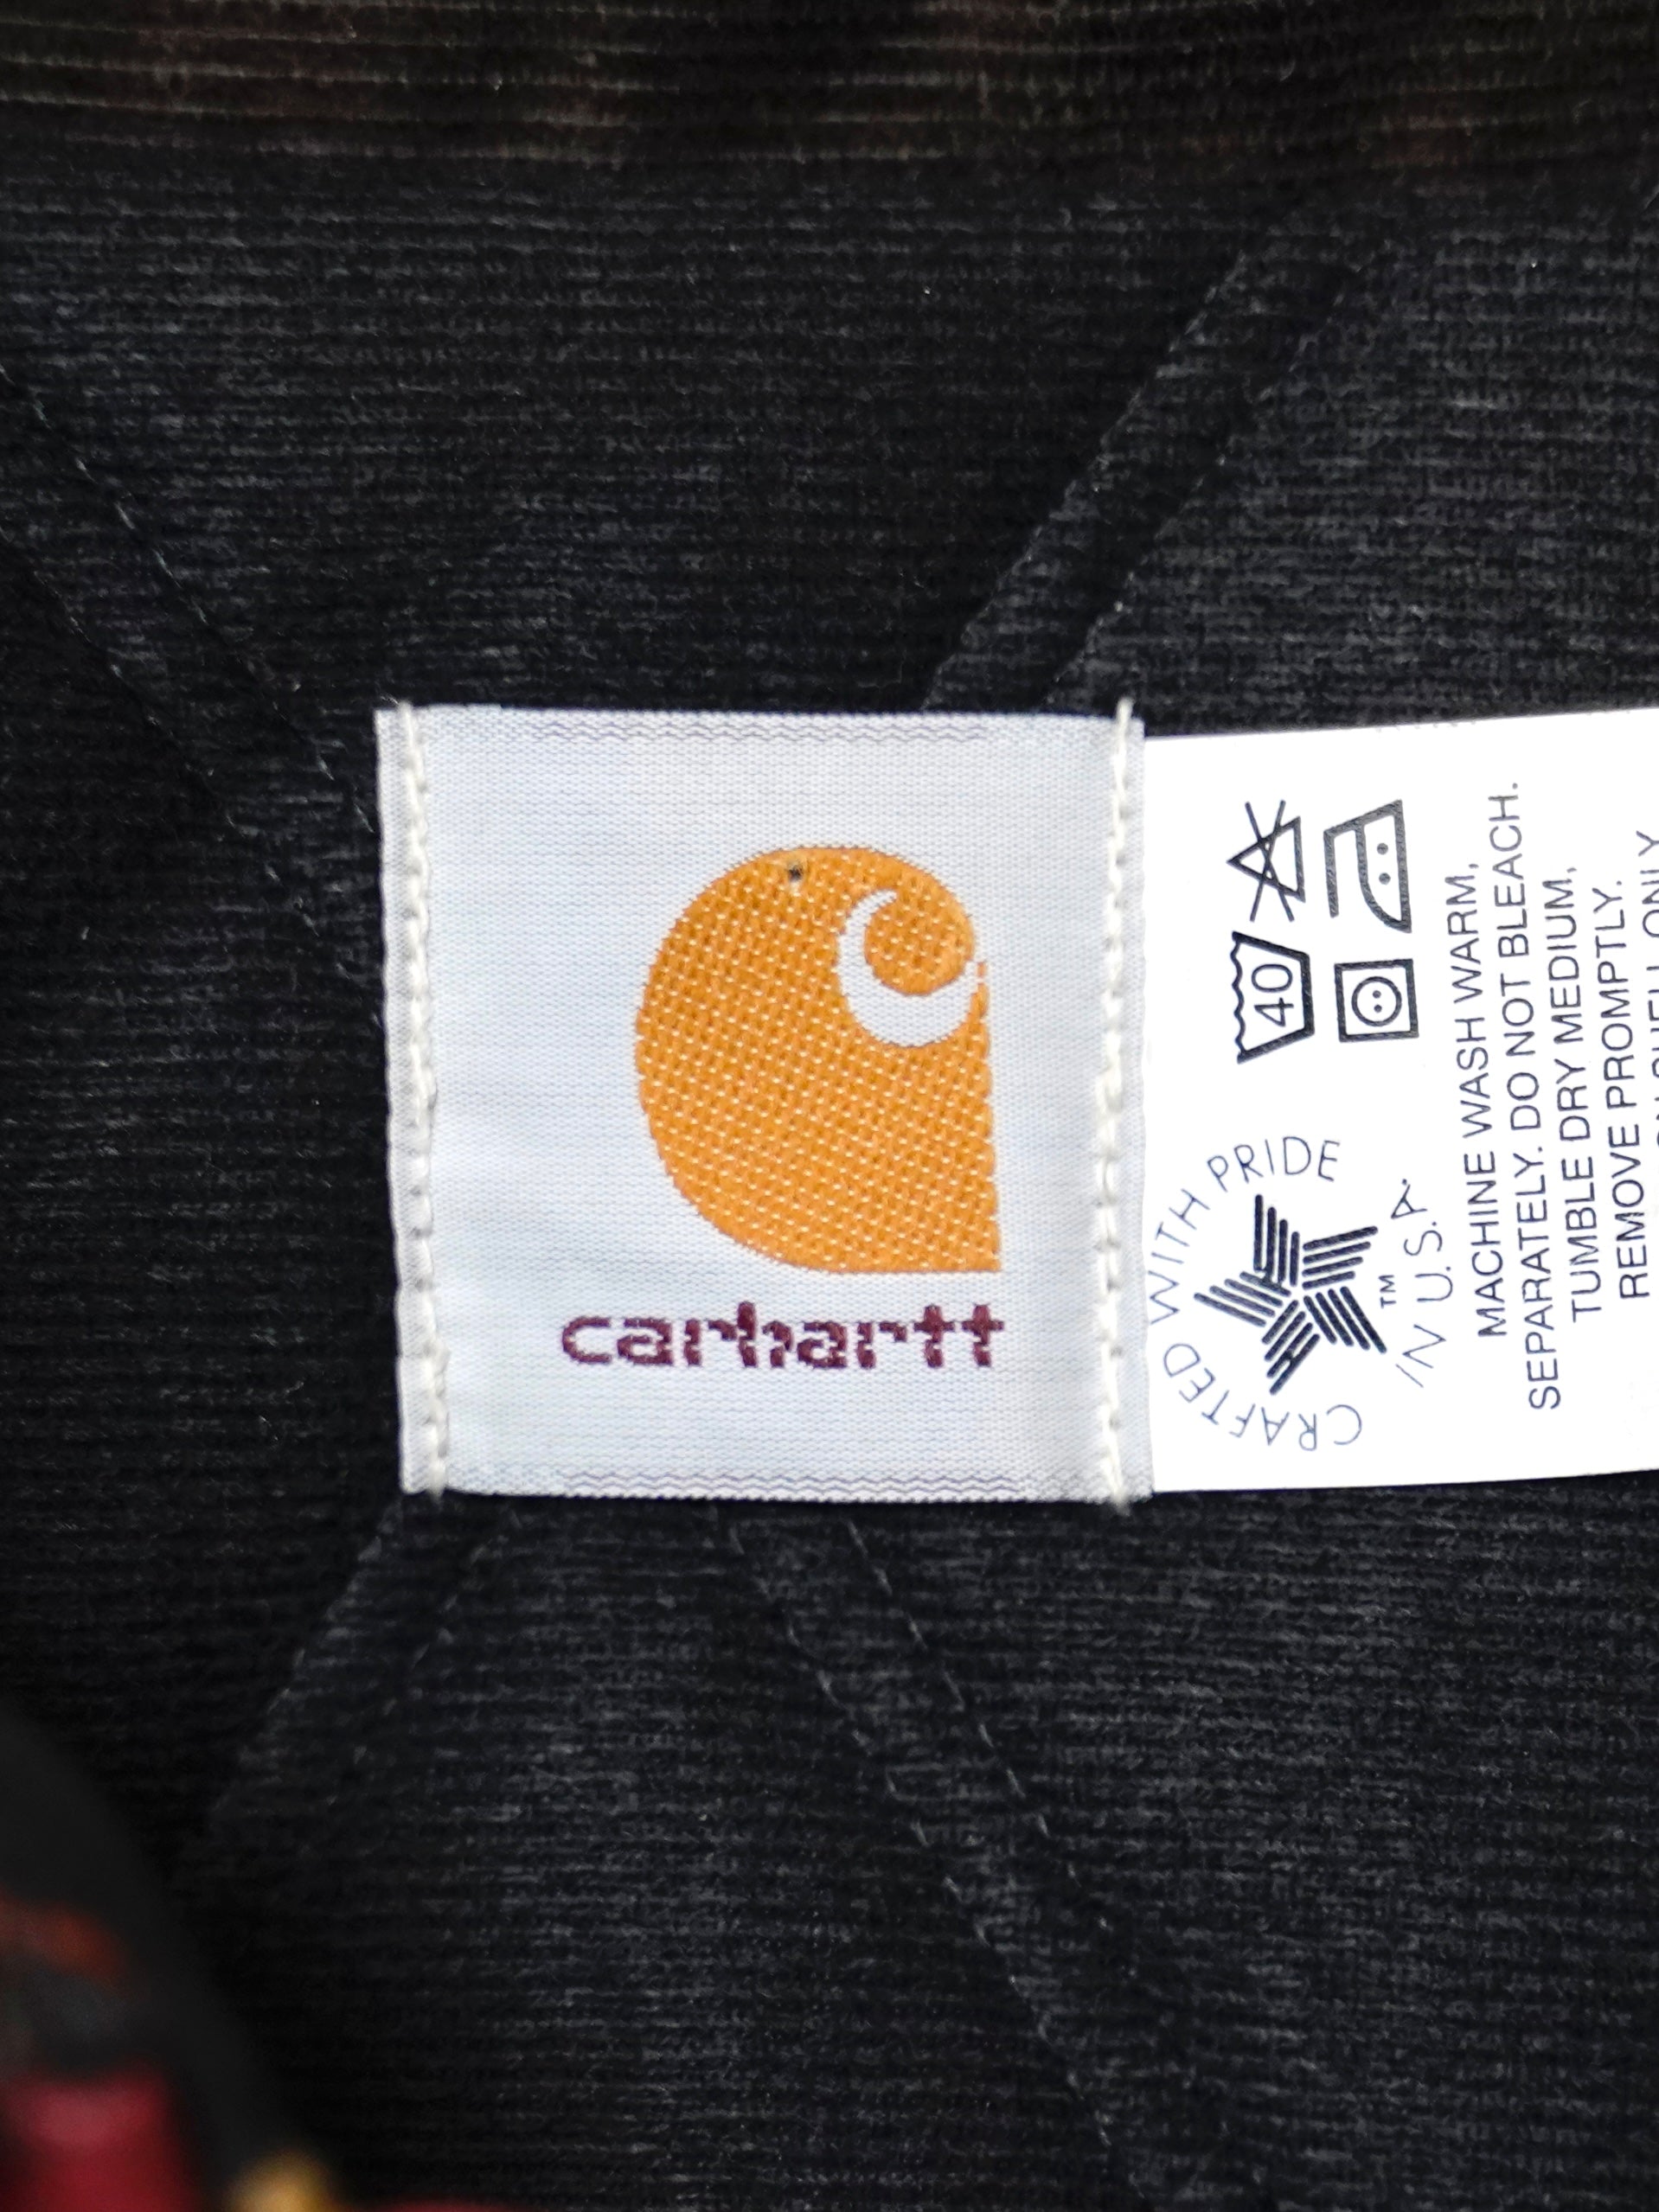 carhartt
CRAFTED WITH PRIDE
IN U.S.A.
TM
40
MACHINE WASH WARM,
SEPARATELY. DO NOT BLEACH.
TUMBLE DRY MEDIUM,
REMOVE PROMPTLY.
ONLY